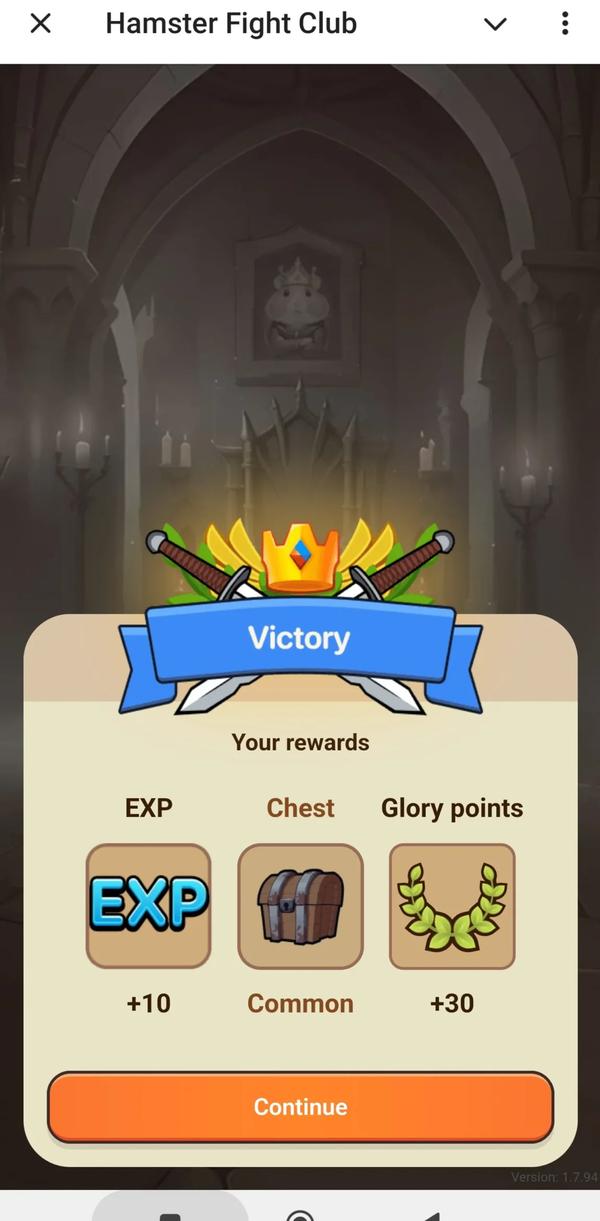 Hamster Fight Club
Victory
Your rewards
EXP Chest Glory points
EXP
+10 Common +30
Continue
Version: 1.7.94